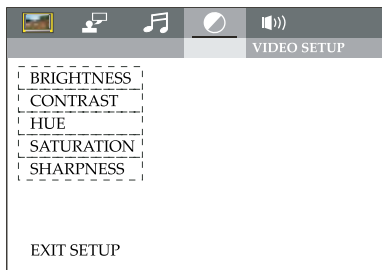 VIDEO SETUP
BRIGHTNESS
CONTRAST
HUE
SATURATION
SHARPNESS
EXIT SETUP